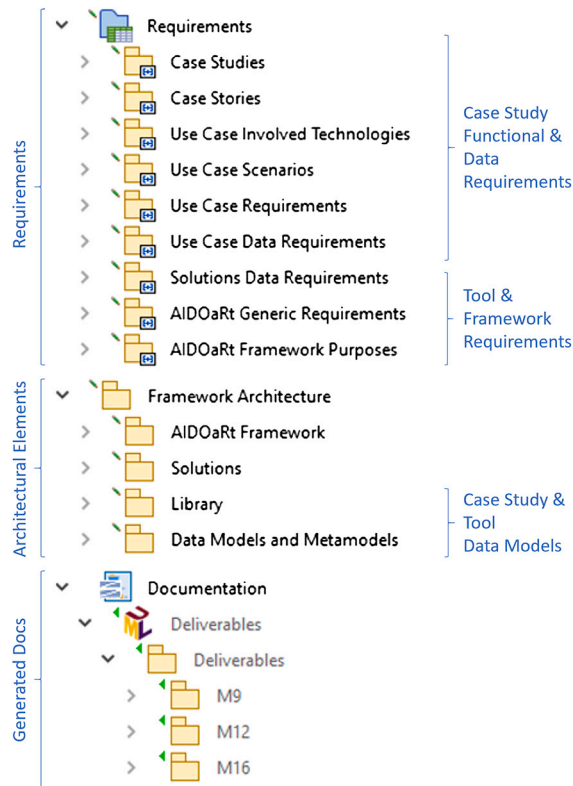 Requirements
Requirements
Case Studies
Case Stories
Use Case Involved Technologies
Use Case Scenarios
Use Case Requirements
Use Case Data Requirements
Case Study
Functional &
Data
Requirements
Solutions Data Requirements
AIDOaRt Generic Requirements
AIDOaRt Framework Purposes
Tool &
Framework
Requirements
Architectural Elements
Framework Architecture
AIDOaRt Framework
Solutions
Library
Data Models and Metamodels
Case Study &
Tool
Data Models
Generated Docs
Documentation
UML
Deliverables
Deliverables
M9
M12
M16